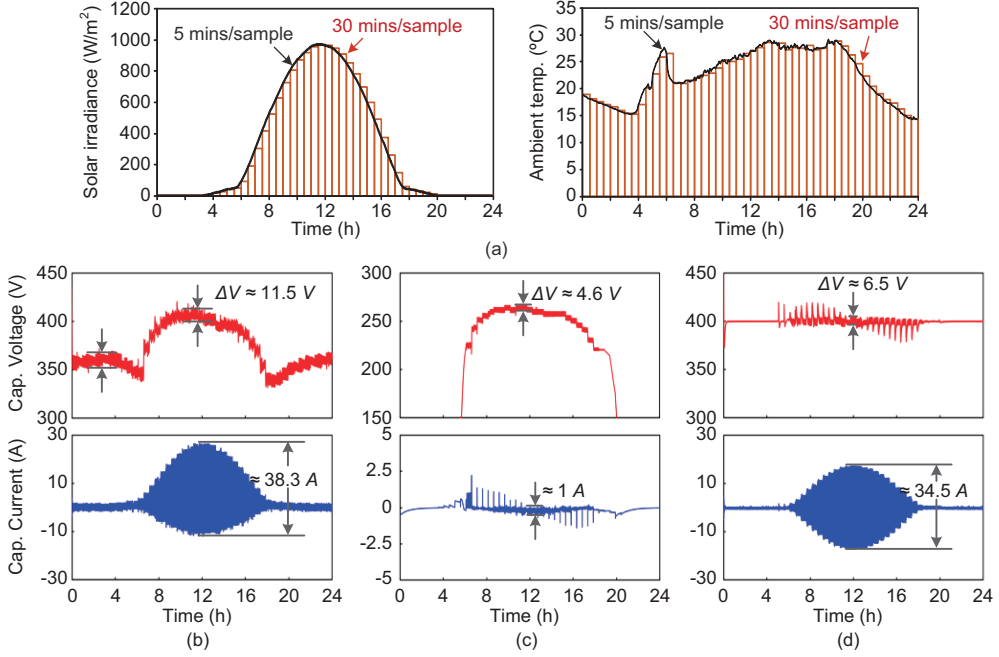 Solar irradiance (W/m²)
1200
1000
800
600
400
200
0
5 mins/sample
30 mins/sample
0 4 8 12 16 20 24
Time (h)
Ambient temp. (ºC)
35
30
25
20
15
10
5
0
5 mins/sample
30 mins/sample
0 4 8 12 16 20 24
Time (h)
(a)
Cap. Voltage (V)
450
400
350
300
ΔV ≈ 11.5 V
300
250
200
150
ΔV ≈ 4.6 V
450
400
350
300
ΔV ≈ 6.5 V
Cap. Current (A)
30
10
-10
-30
≈ 38.3 A
0 4 8 12 16 20 24
Time (h)
(b)
5
2.5
0
-2.5
-5
≈ 1 A
0 4 8 12 16 20 24
Time (h)
(c)
30
10
-10
-30
≈ 34.5 A
0 4 8 12 16 20 24
Time (h)
(d)